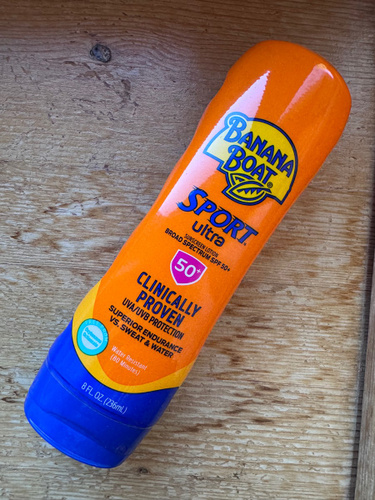 BANANA
BOAT®
SPORT
ultra
SUNSCREEN LOTION
BROAD SPECTRUM SPF 50+
50+
CLINICALLY
PROVEN
UVA/UVB PROTECTION
SUPERIOR ENDURANCE
VS. SWEAT & WATER
Water Resistant
(80 Minutes)
8 FL OZ. (236mL)